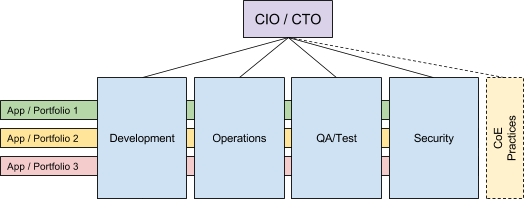 CIO / CTO
App / Portfolio 1
App / Portfolio 2
App / Portfolio 3
Development
Operations
QA/Test
Security
CoE
Practices